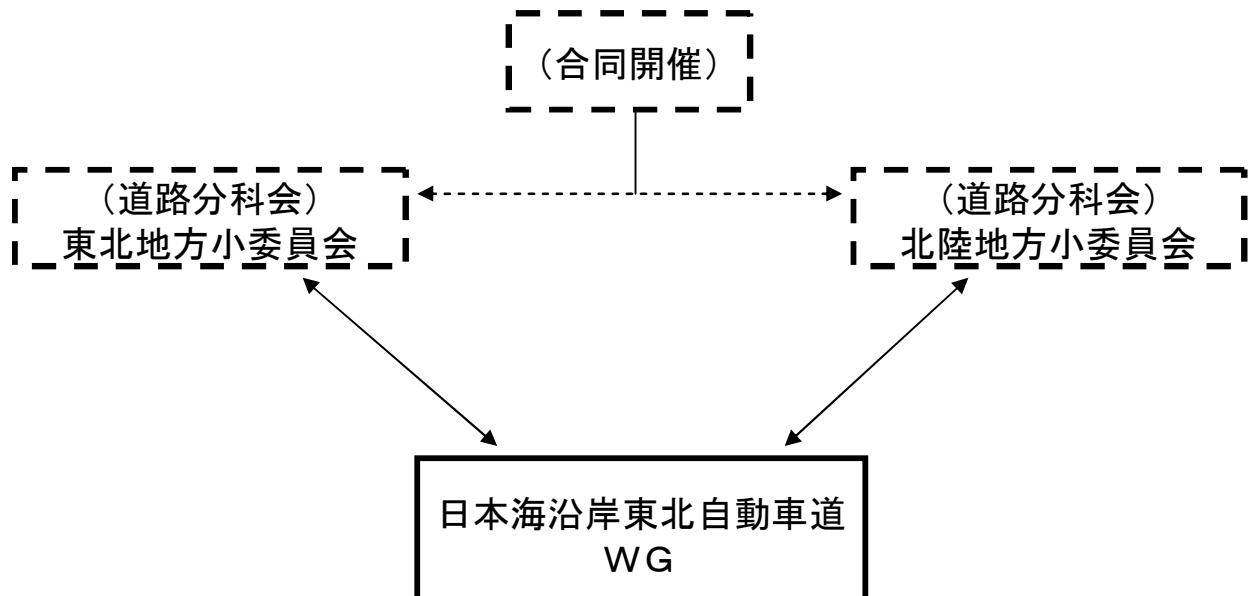 （合同開催）
（道路分科会）
東北地方小委員会
（道路分科会）
北陸地方小委員会
日本海沿岸東北自動車道
ＷＧ